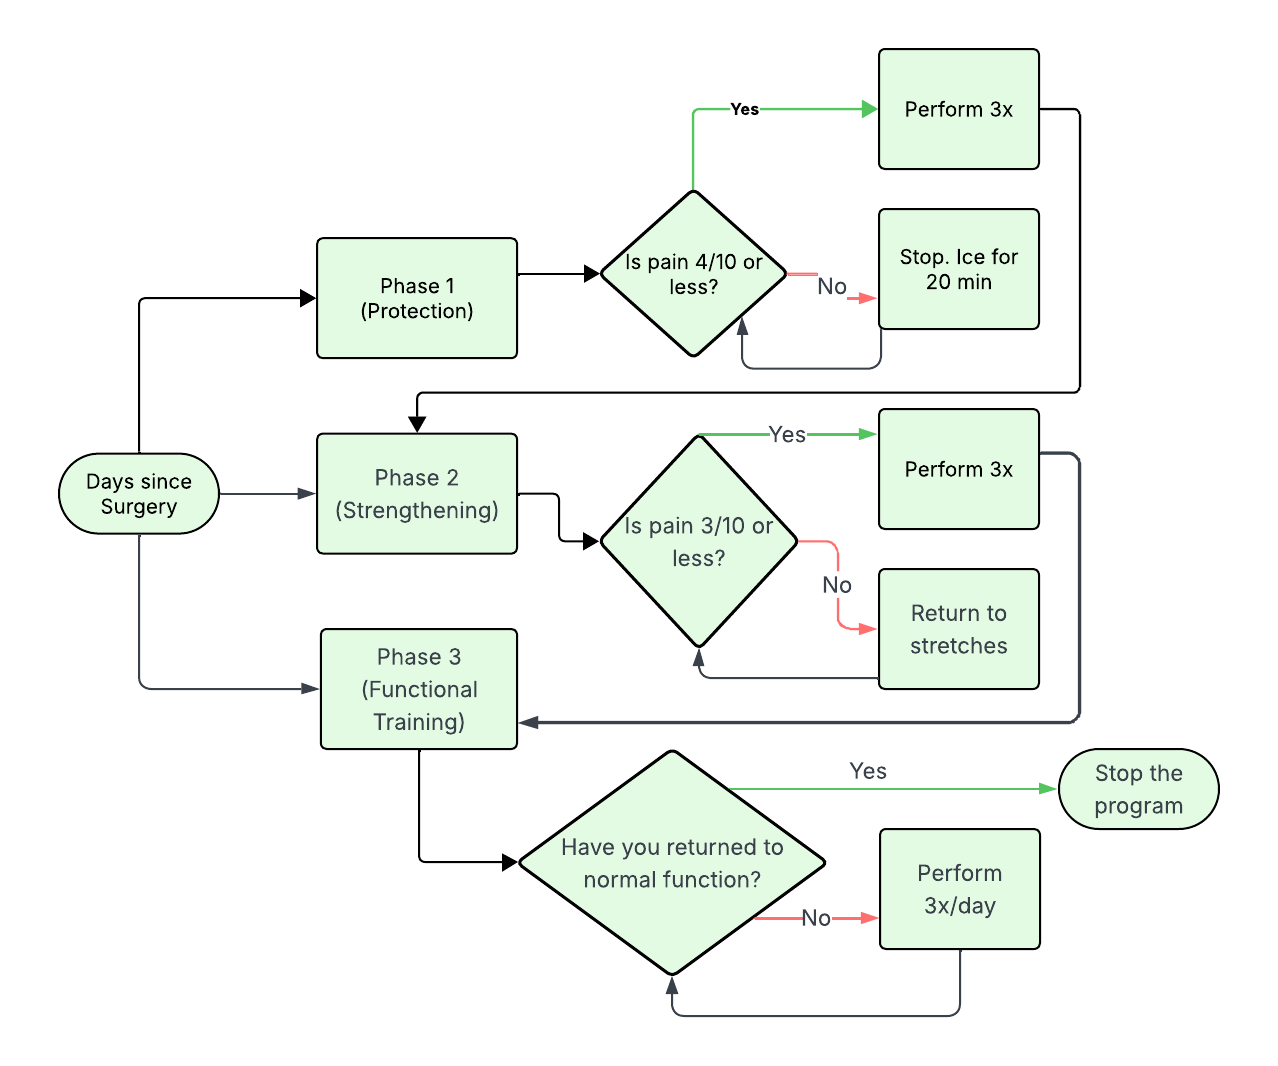 Yes
Perform 3x
Is pain 4/10 or
less?
No
Stop. Ice for
20 min
Phase 1
(Protection)
Days since
Surgery
Phase 2
(Strengthening)
Is pain 3/10 or
less?
Yes
Perform 3x
No
Return to
stretches
Phase 3
(Functional
Training)
Have you returned to
normal function?
Yes
Stop the
program
No
Perform
3x/day